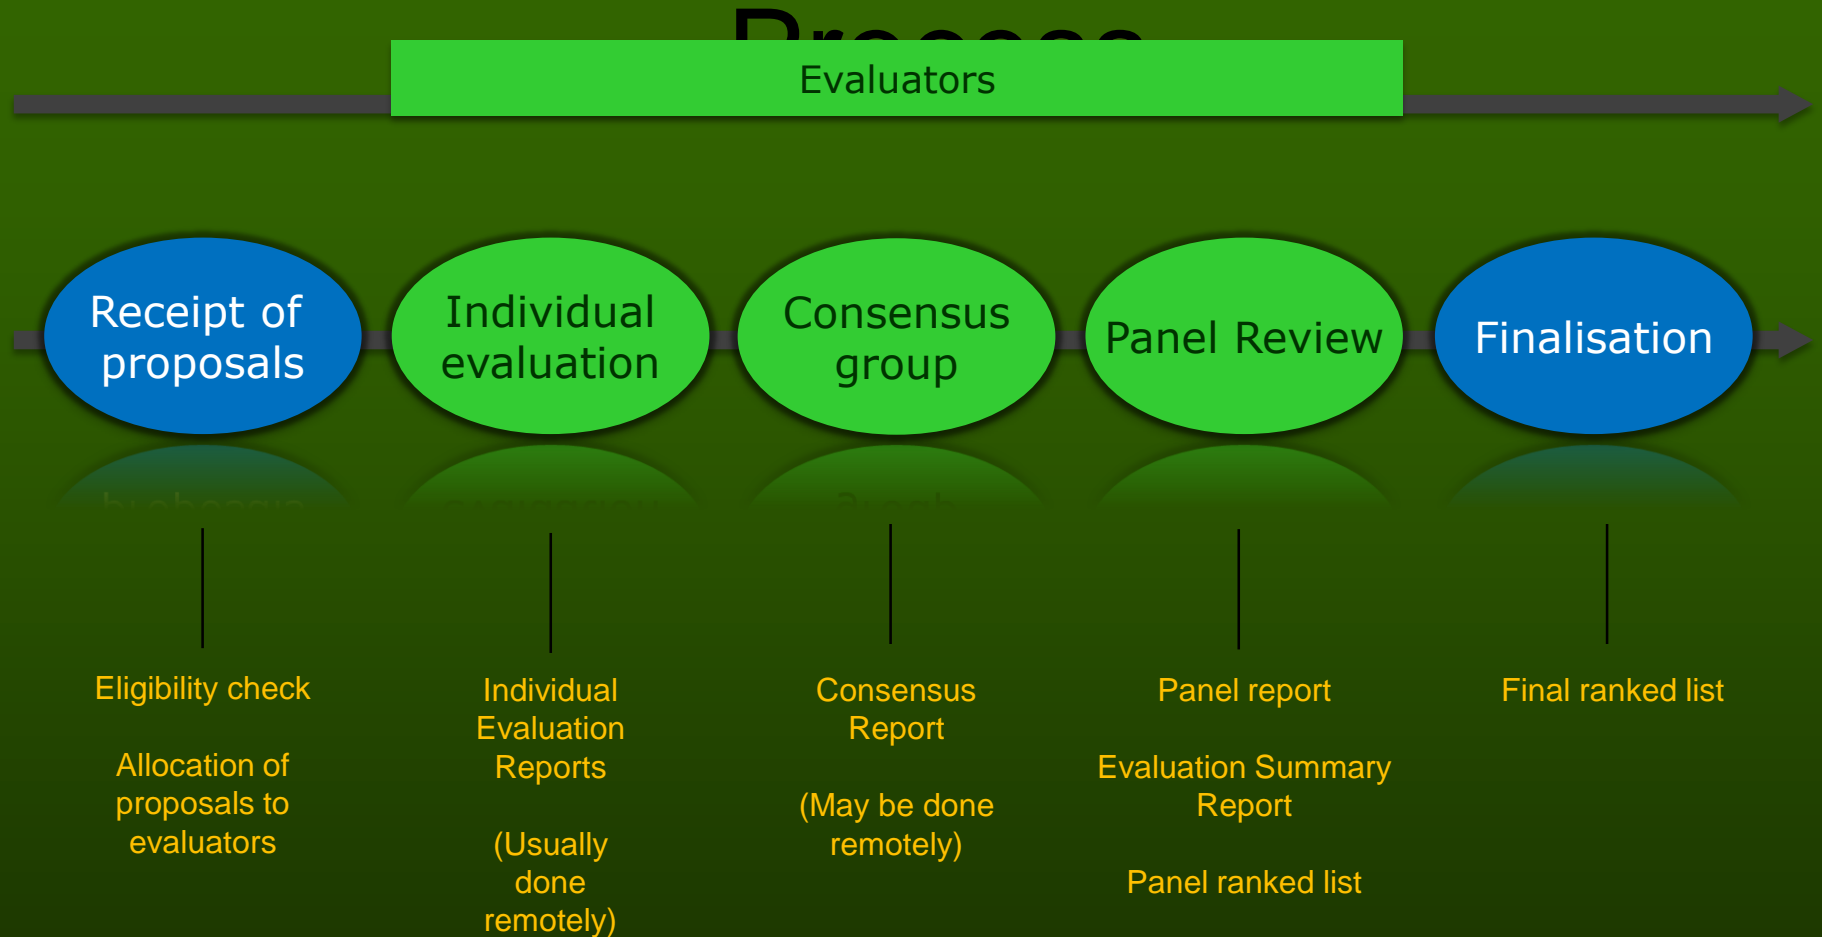 Process
Evaluators
Receipt of
proposals
Individual
evaluation
Consensus
group
Panel Review
Finalisation
Eligibility check
Allocation of
proposals to
evaluators
Individual
Evaluation
Reports
(Usually
done
remotely)
Consensus
Report
(May be done
remotely)
Panel report
Evaluation Summary
Report
Panel ranked list
Final ranked list